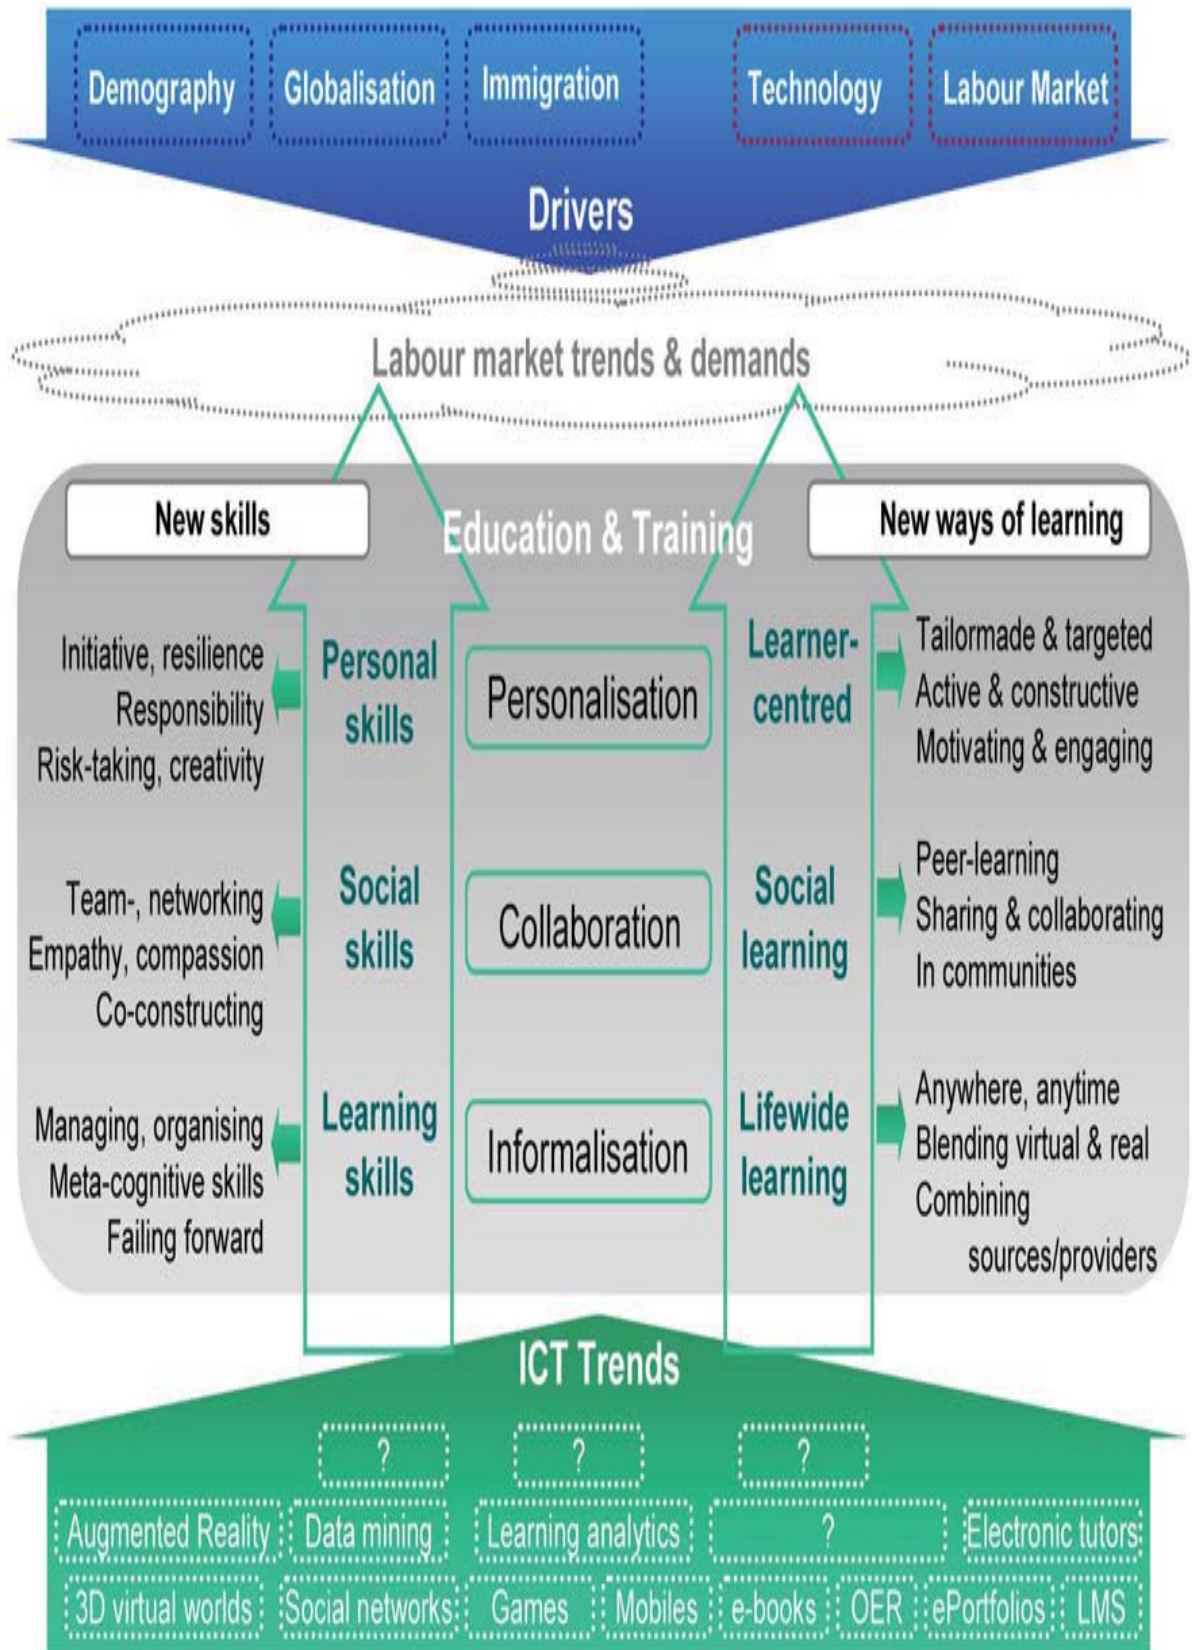 Demography Globalisation Immigration Technology Labour Market
Drivers
Labour market trends & demands
New skills
Education & Training
New ways of learning
Initiative, resilience
Responsibility
Risk-taking, creativity
Personal
skills
Personalisation
Learner-
centred
Tailormade & targeted
Active & constructive
Motivating & engaging
Team-, networking
Empathy, compassion
Co-constructing
Social
skills
Collaboration
Social
learning
Peer-learning
Sharing & collaborating
In communities
Managing, organising
Meta-cognitive skills
Failing forward
Learning
skills
Informalisation
Lifewide
learning
Anywhere, anytime
Blending virtual & real
Combining
sources/providers
ICT Trends
? ? ?
Augmented Reality Data mining Learning analytics ? Electronic tutors
3D virtual worlds Social networks Games Mobiles e-books OER ePortfolios LMS